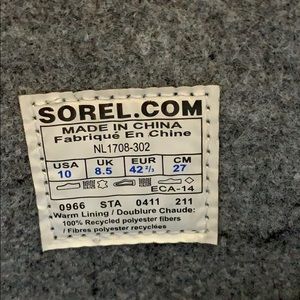 SOREL.COM
MADE IN CHINA
Fabriqué En Chine
NL1708-302
USA UK EUR CM
10 8.5 42 2/3 27
ECA-14
0966 STA 0411 211
Warm Lining / Doublure Chaude:
100% Recycled polyester fibers
/ Fibres polyester recyclées